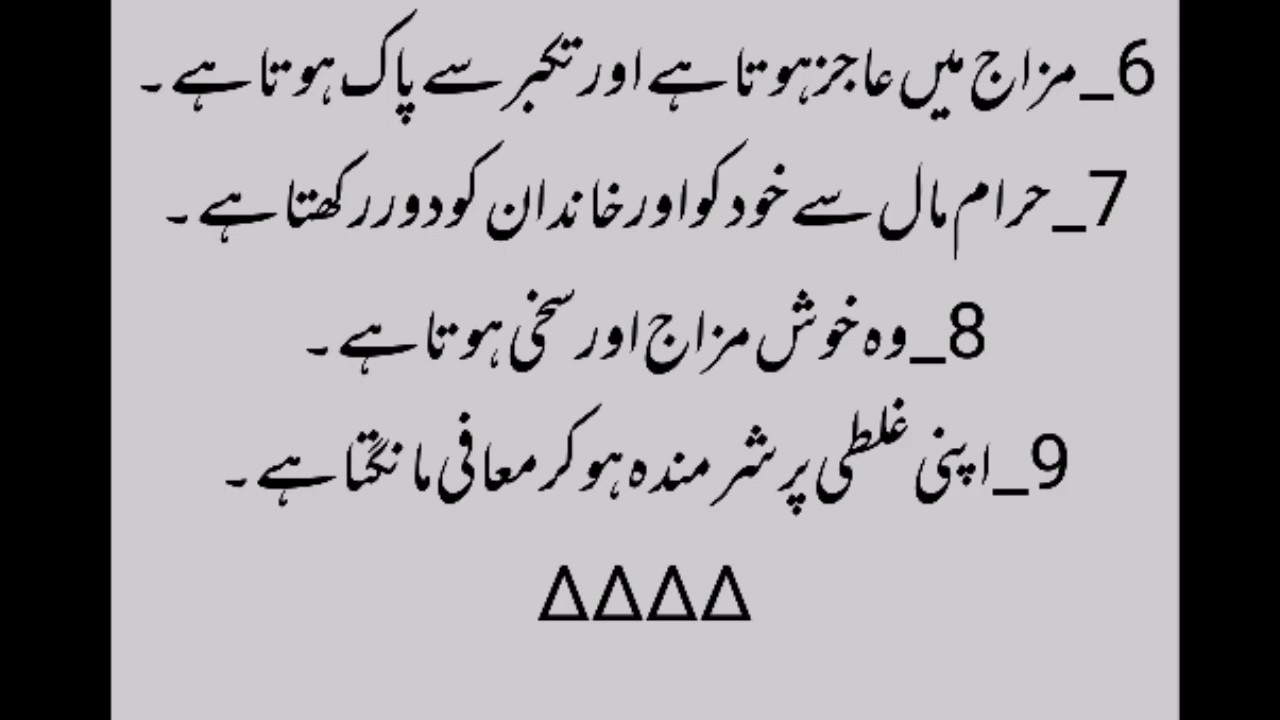 6_مزاج میں عاجز ہوتا ہے اور تکبر سے پاک ہوتا ہے ۔
7_حرام مال سے خود کو اور خاندان کو دور رکھتا ہے ۔
8_وہ خوش مزاج اور سخی ہوتا ہے ۔
9_اپنی غلطی پر شرمندہ ہو کر معافی مانگتا ہے ۔
∆∆∆∆